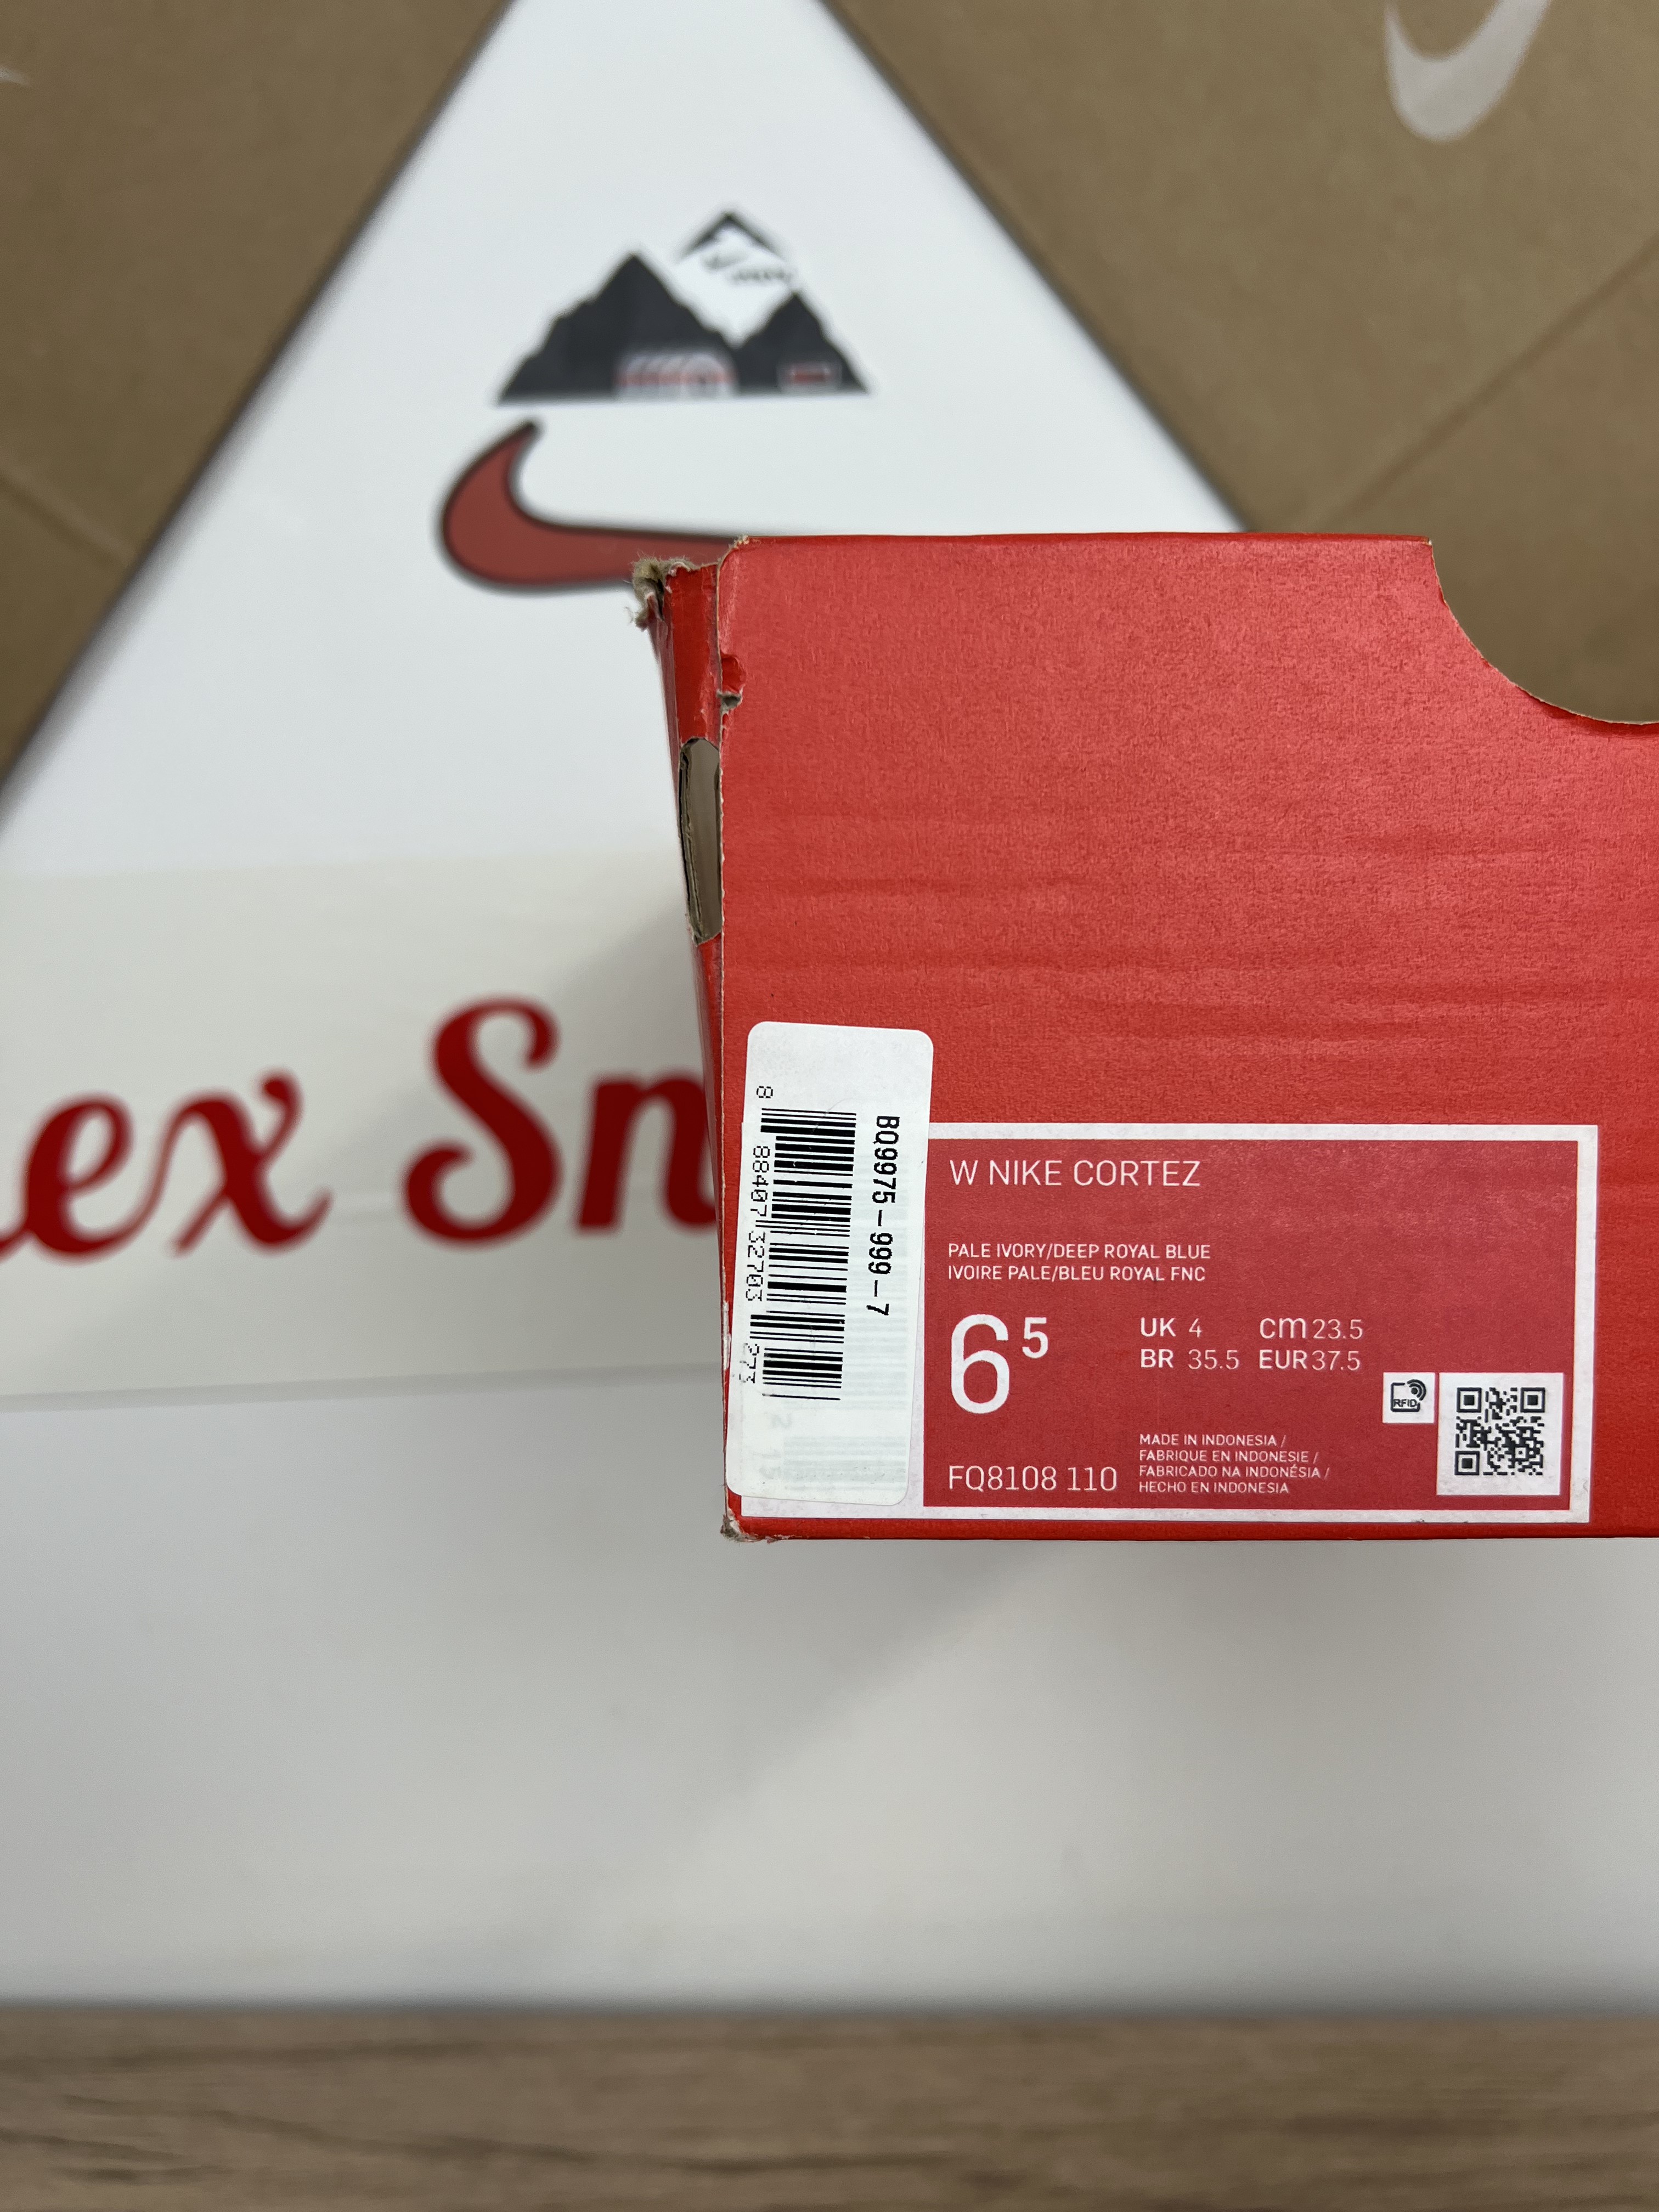 ex Sn
BQ9975-999-7
8 88407 32703 273
W NIKE CORTEZ
PALE IVORY/DEEP ROYAL BLUE
IVOIRE PALE/BLEU ROYAL FNC
6 5
UK 4 cm 23.5
BR 35.5 EUR 37.5
RFID
MADE IN INDONESIA /
FABRIQUE EN INDONESIE /
FABRICADO NA INDONÉSIA /
HECHO EN INDONESIA
FQ8108 110